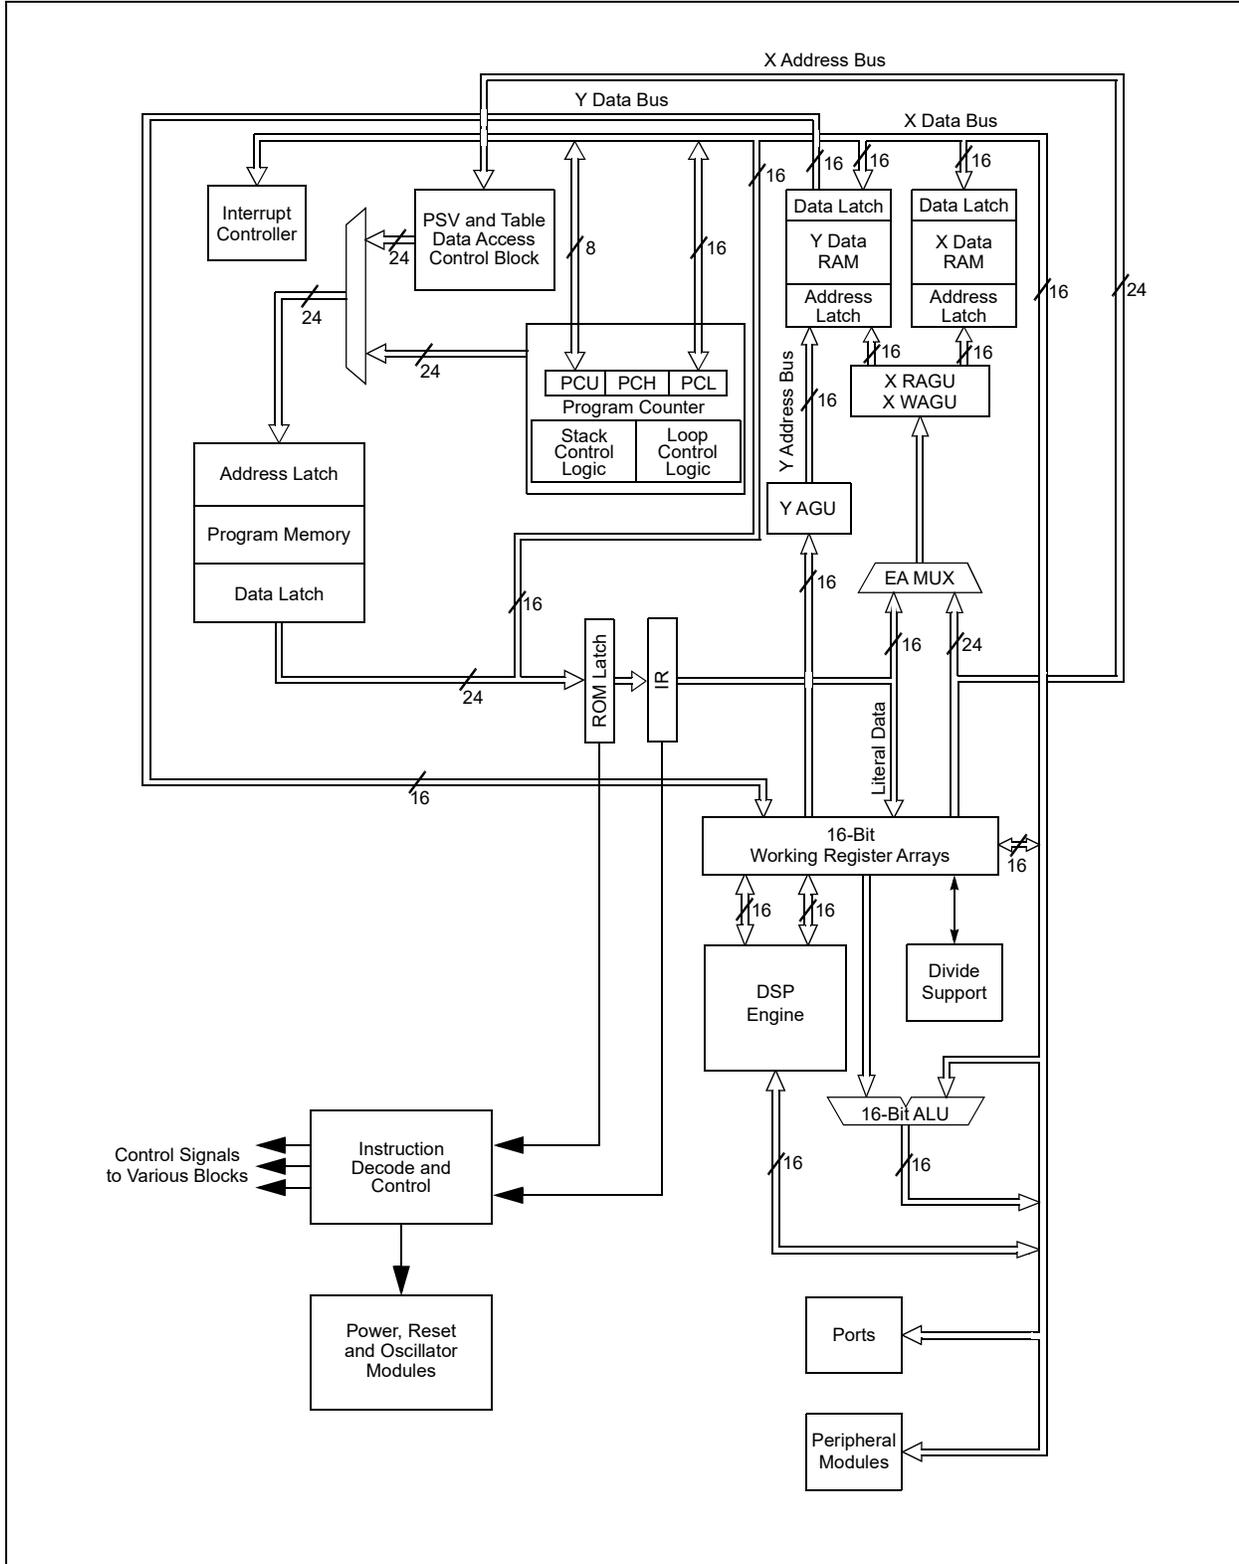 X Address Bus
Y Data Bus
X Data Bus
16
16
16
16
Interrupt
Controller
PSV and Table
Data Access
Control Block
24
8
16
Data Latch
Y Data
RAM
Address
Latch
Data Latch
X Data
RAM
Address
Latch
16
24
24
24
16
16
X RAGU
X WAGU
Y Address Bus
16
PCU
PCH
PCL
Program Counter
Stack
Control
Logic
Loop
Control
Logic
Address Latch
Program Memory
Data Latch
Y AGU
16
EA MUX
16
16
24
24
ROM Latch
IR
Literal Data
16
16-Bit
Working Register Arrays
16
16
16
DSP
Engine
Divide
Support
16-Bit ALU
16
16
Control Signals
to Various Blocks
Instruction
Decode and
Control
Power, Reset
and Oscillator
Modules
Ports
Peripheral
Modules